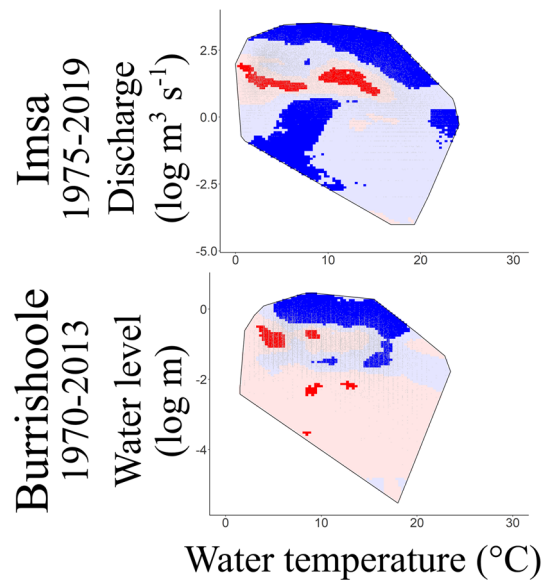 Imsa
1975-2019
Discharge
(log m³ s⁻¹)
2.5
0.0
-2.5
-5.0
0 10 20 30
Burrishoole
1970-2013
Water level
(log m)
0
-2
-4
0 10 20 30
Water temperature (°C)